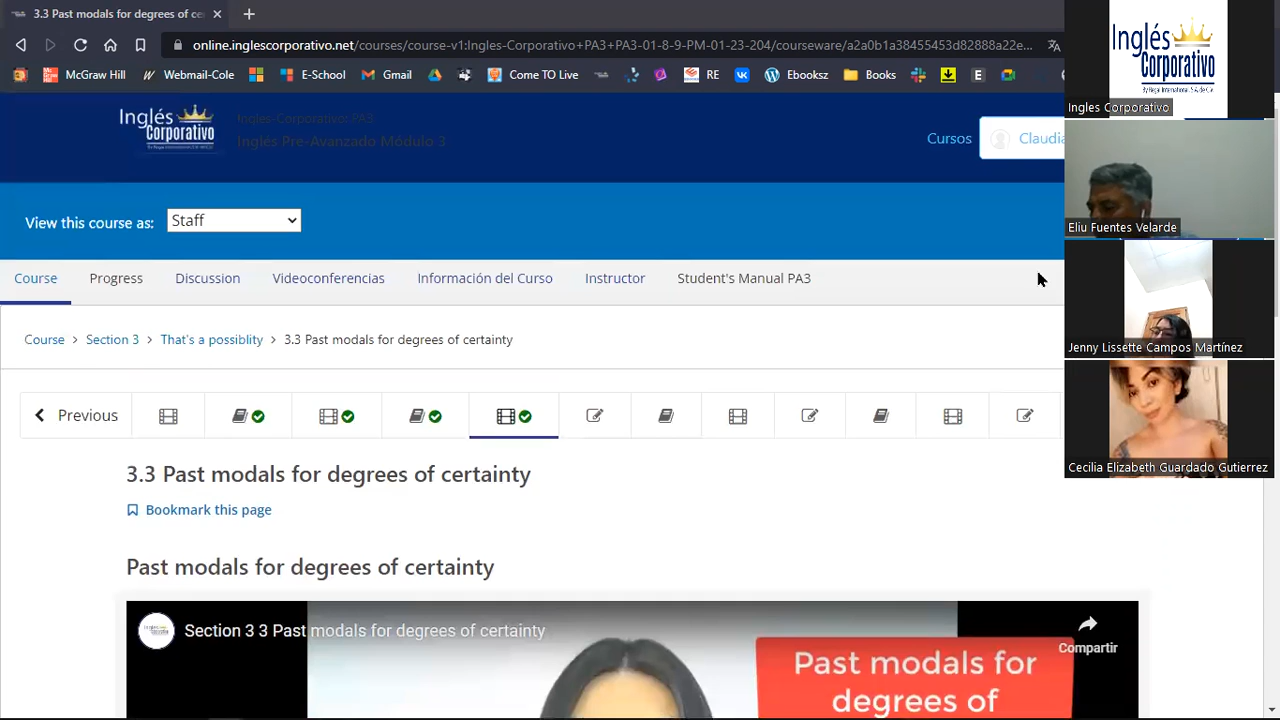 3.3 Past modals for degrees of ce
online.inglescorporativo.net/courses/course-v1:Ingles-Corporativo+PA3+PA3-01-8-9-PM-01-23-204/courseware/a2a0b1a38455453d82888a2e...
McGraw Hill
Webmail-Cole
E-School
Gmail
Come TO Live
RE
Ebooksz
Books
Inglés Corporativo
Ingles-Corporativo: PA3
Inglés Pre-Avanzado Módulo 3
Cursos
Claudia
View this course as:
Staff
Course
Progress
Discussion
Videoconferencias
Información del Curso
Instructor
Student's Manual PA3
Course > Section 3 > That's a possiblity > 3.3 Past modals for degrees of certainty
Previous
3.3 Past modals for degrees of certainty
Bookmark this page
Past modals for degrees of certainty
Section 3 3 Past modals for degrees of certainty
Compartir
Past modals for
degrees of
Inglés
Corporativo
Ingles Corporativo
Eliu Fuentes Velarde
Jenny Lissette Campos Martínez
Cecilia Elizabeth Guardado Gutierrez